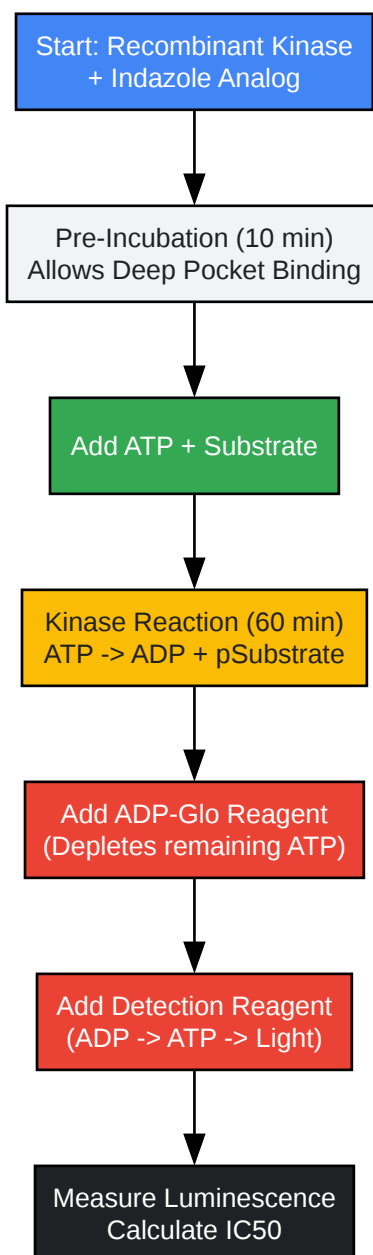 Start: Recombinant Kinase
+ Indazole Analog
Pre-Incubation (10 min)
Allows Deep Pocket Binding
Add ATP + Substrate
Kinase Reaction (60 min)
ATP -> ADP + pSubstrate
Add ADP-Glo Reagent
(Depletes remaining ATP)
Add Detection Reagent
(ADP -> ATP -> Light)
Measure Luminescence
Calculate IC50